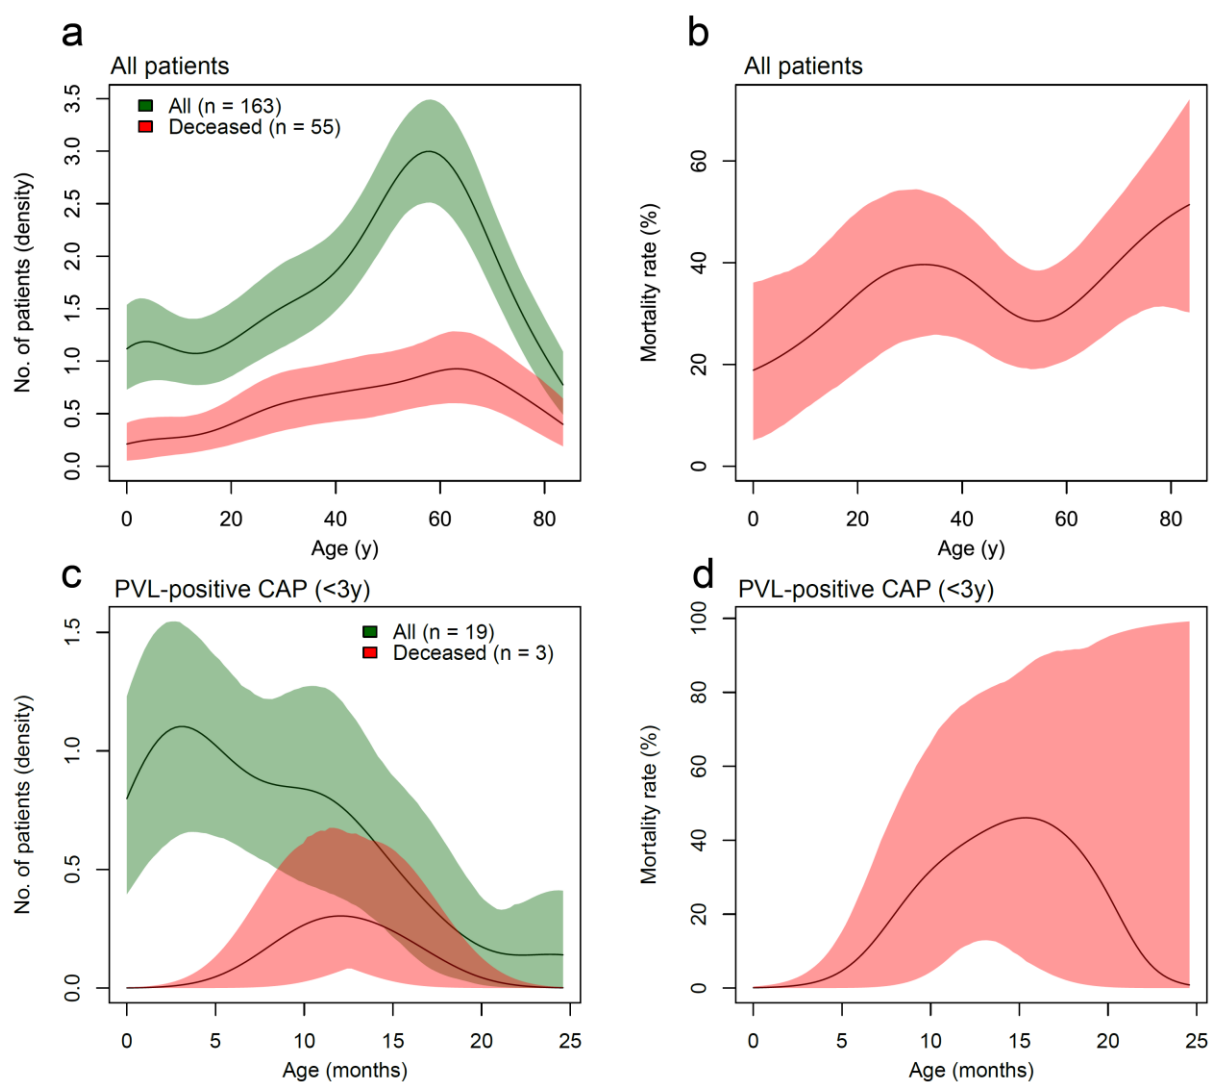 a
All patients
All (n = 163)
Deceased (n = 55)
No. of patients (density)
3.5
3.0
2.5
2.0
1.5
1.0
0.5
0.0
0 20 40 60 80
Age (y)
b
All patients
Mortality rate (%)
60
40
20
0
0 20 40 60 80
Age (y)
c
PVL-positive CAP (<3y)
All (n = 19)
Deceased (n = 3)
No. of patients (density)
1.5
1.0
0.5
0.0
0 5 10 15 20 25
Age (months)
d
PVL-positive CAP (<3y)
Mortality rate (%)
100
80
60
40
20
0
0 5 10 15 20 25
Age (months)